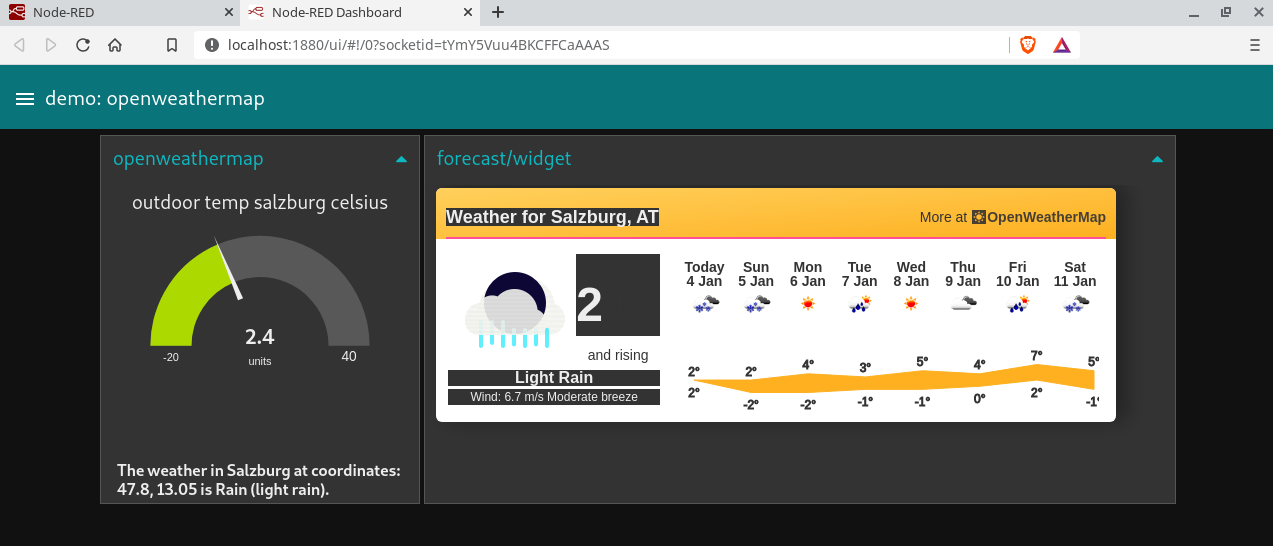 Node-RED
Node-RED Dashboard
localhost:1880/ui/#!/0?socketid=tYmY5Vuu4BKCFFCaAAAS
demo: openweathermap
openweathermap
outdoor temp salzburg celsius
2.4
units
-20
40
The weather in Salzburg at coordinates:
47.8, 13.05 is Rain (light rain).
forecast/widget
Weather for Salzburg, AT
More at OpenWeatherMap
2
and rising
Light Rain
Wind: 6.7 m/s Moderate breeze
Today Sun Mon Tue Wed Thu Fri Sat
4 Jan 5 Jan 6 Jan 7 Jan 8 Jan 9 Jan 10 Jan 11 Jan
2° 2° 4° 3° 5° 4° 7° 5°
2° -2° -2° -1° -1° 0° 2° -1°